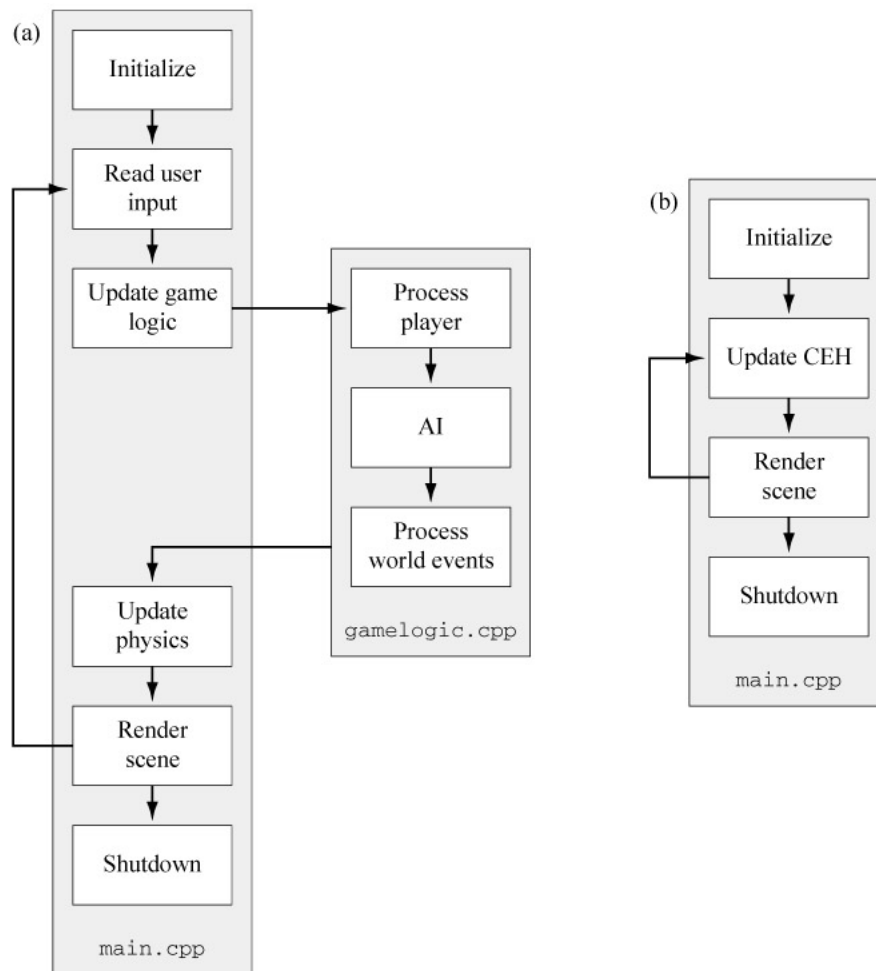 (a)
Initialize
Read user
input
Update game
logic
Update
physics
Render
scene
Shutdown
main.cpp
Process
player
AI
Process
world events
gamelogic.cpp
(b)
Initialize
Update CEH
Render
scene
Shutdown
main.cpp